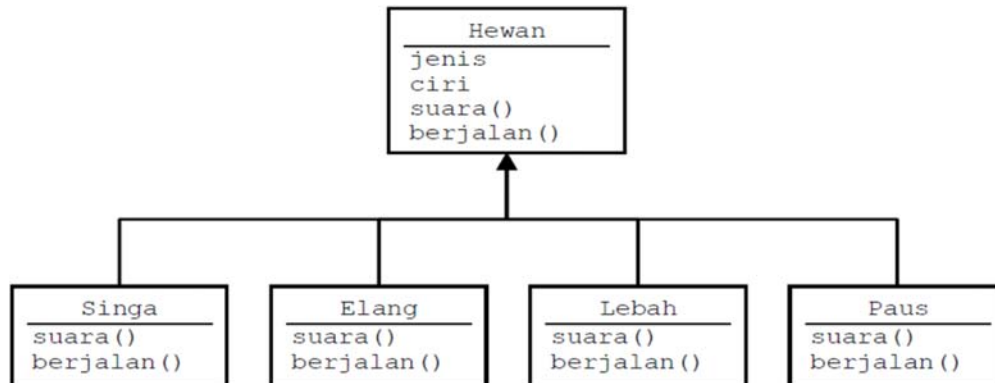 Hewan
jenis
ciri
suara()
berjalan()
Singa
suara()
berjalan()
Elang
suara()
berjalan()
Lebah
suara()
berjalan()
Paus
suara()
berjalan()